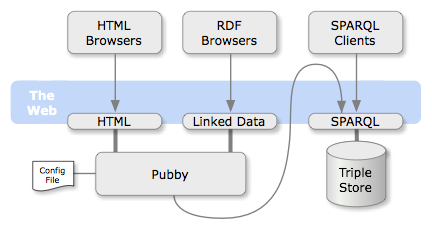 HTML
Browsers
RDF
Browsers
SPARQL
Clients
The
Web
HTML
Linked Data
SPARQL
Config
File
Pubby
Triple
Store